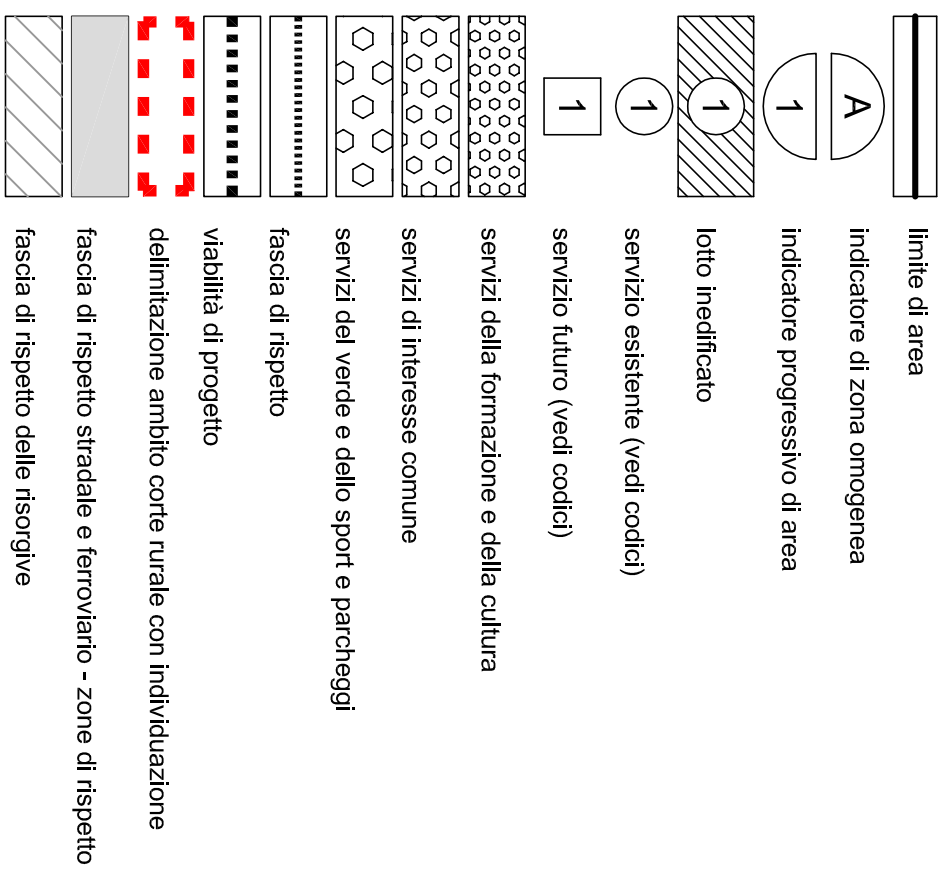 limite di area
A
indicatore di zona omogenea
1
indicatore progressivo di area
1
lotto inedificato
1
servizio esistente (vedi codici)
1
servizio futuro (vedi codici)
servizi della formazione e della cultura
servizi di interesse comune
servizi del verde e dello sport e parcheggi
fascia di rispetto
viabilità di progetto
delimitazione ambito corte rurale con individuazione
fascia di rispetto stradale e ferroviario - zone di rispetto
fascia di rispetto delle risorgive